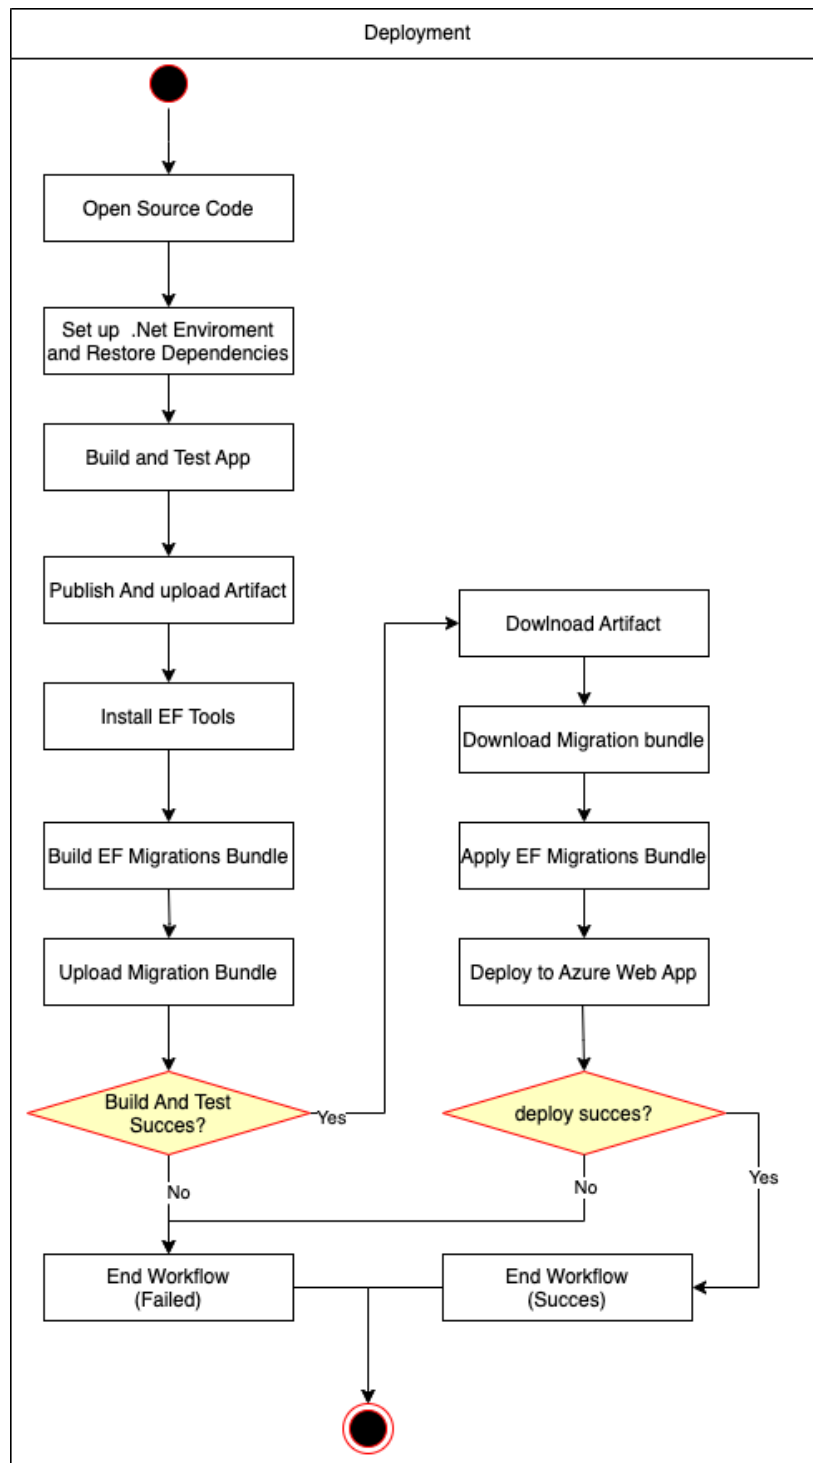 Deployment
Open Source Code
Set up  .Net Enviroment
and Restore Dependencies
Build and Test App
Publish And upload Artifact
Install EF Tools
Build EF Migrations Bundle
Upload Migration Bundle
Build And Test
Succes?
Yes
No
Dowlnoad Artifact
Download Migration bundle
Apply EF Migrations Bundle
Deploy to Azure Web App
deploy succes?
No
Yes
End Workflow
(Failed)
End Workflow
(Succes)